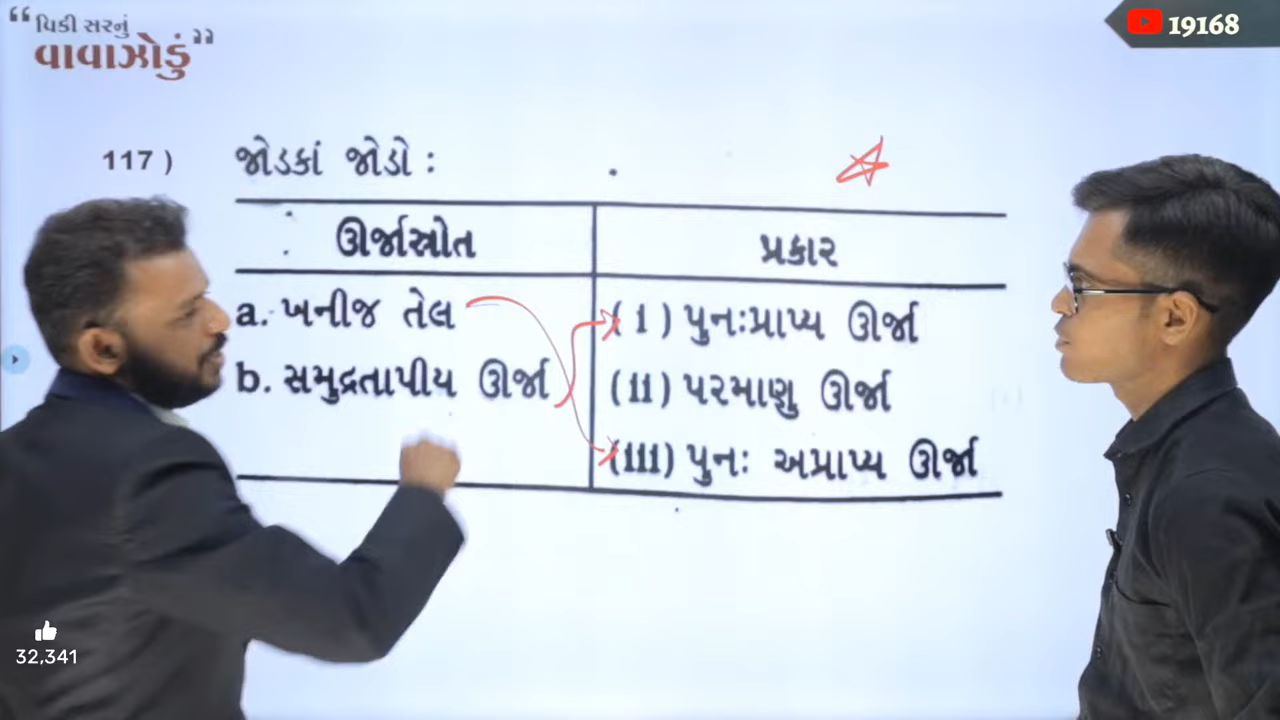 “ વિકી સરનું
વાવાઝોડું ”
19168
117 ) જોડકાં જોડો :
ઊર્જાસ્રોત પ્રકાર
a. ખનીજ તેલ ( i ) પુનઃપ્રાપ્ય ઊર્જા
b. સમુદ્રતાપીય ઊર્જા (ii) પરમાણુ ઊર્જા
(iii) પુનઃ અપ્રાપ્ય ઊર્જા
32,341